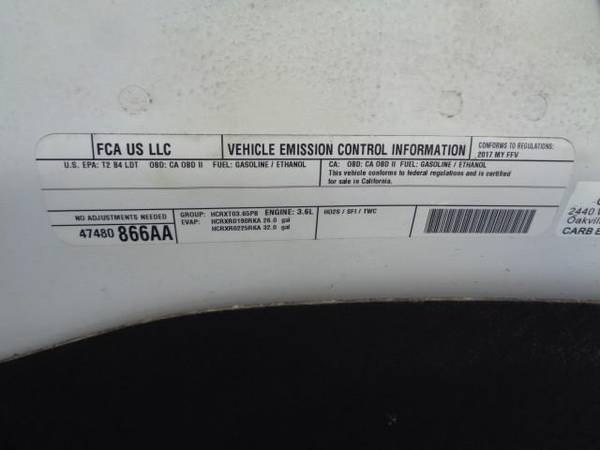 FCA US LLC
VEHICLE EMISSION CONTROL INFORMATION
CONFORMS TO REGULATIONS:
2017 MY FFV
U.S. EPA: T2 B4 LDT OBD: CA OBD II FUEL: GASOLINE / ETHANOL
CA: OBD: CA OBD II FUEL: GASOLINE / ETHANOL
This vehicle conforms to federal regulations and is certified
for sale in California.
NO ADJUSTMENTS NEEDED
47480 866AA
GROUP: HCRXT03.65P8 ENGINE: 3.6L
EVAP: HCRXR0190RKA 26.0 gal
HCRXR0225RKA 32.0 gal
HO2S / SFI / TWC
2440 
Oakvill
CARB E